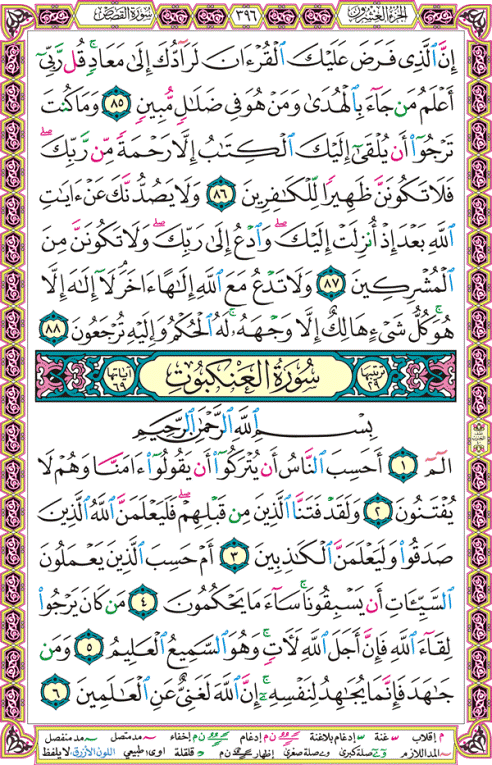 الجزء العشرون ٣٩٦ سورة القصص
إِنَّ ٱلَّذِى فَرَضَ عَلَيْكَ ٱلْقُرْءَانَ لَرَآدُّكَ إِلَىٰ مَعَادٍ ۚ قُل رَّبِّىٓ
أَعْلَمُ مَن جَآءَ بِٱلْهُدَىٰ وَمَنْ هُوَ فِى ضَلَـٰلٍ مُّبِينٍ ٨٥ وَمَا كُنتَ
تَرْجُوٓا۟ أَن يُلْقَىٰٓ إِلَيْكَ ٱلْكِتَـٰبُ إِلَّا رَحْمَةً مِّن رَّبِّكَ ۖ
فَلَا تَكُونَنَّ ظَهِيرًا لِّلْكَـٰفِرِينَ ٨٦ وَلَا يَصُدُّنَّكَ عَنْ ءَايَـٰتِ
ٱللَّهِ بَعْدَ إِذْ أُنزِلَتْ إِلَيْكَ ۖ وَٱدْعُ إِلَىٰ رَبِّكَ ۖ وَلَا تَكُونَنَّ مِنَ
ٱلْمُشْرِكِينَ ٨٧ وَلَا تَدْعُ مَعَ ٱللَّهِ إِلَـٰهًا ءَاخَرَ ۘ لَآ إِلَـٰهَ إِلَّا
هُوَ ۚ كُلُّ شَىْءٍ هَالِكٌ إِلَّا وَجْهَهُۥ ۚ لَهُ ٱلْحُكْمُ وَإِلَيْهِ تُرْجَعُونَ ٨٨
ترتيبها ٢٩ سُورَةُ الْعَنكَبُوتِ آياتها ٦٩
بِسْمِ ٱللَّهِ ٱلرَّحْمَـٰنِ ٱلرَّحِيمِ
الٓمٓ ١ أَحَسِبَ ٱلنَّاسُ أَن يُتْرَكُوٓا۟ أَن يَقُولُوٓا۟ ءَامَنَّا وَهُمْ لَا
يُفْتَنُونَ ٢ وَلَقَدْ فَتَنَّا ٱلَّذِينَ مِن قَبْلِهِمْ ۖ فَلَيَعْلَمَنَّ ٱللَّهُ ٱلَّذِينَ
صَدَقُوا۟ وَلَيَعْلَمَنَّ ٱلْكَـٰذِبِينَ ٣ أَمْ حَسِبَ ٱلَّذِينَ يَعْمَلُونَ
ٱلسَّيِّـَٔاتِ أَن يَسْبِقُونَا ۚ سَآءَ مَا يَحْكُمُونَ ٤ مَن كَانَ يَرْجُوا۟
لِقَآءَ ٱللَّهِ فَإِنَّ أَجَلَ ٱللَّهِ لَـَٔاتٍ ۚ وَهُوَ ٱلسَّمِيعُ ٱلْعَلِيمُ ٥ وَمَن
جَـٰهَدَ فَإِنَّمَا يُجَـٰهِدُ لِنَفْسِهِۦٓ ۚ إِنَّ ٱللَّهَ لَغَنِىٌّ عَنِ ٱلْعَـٰلَمِينَ ٦
م إقلاب س غنة س إدغام بلاغنة ن م إدغام ن م إخفاء مد متصل مد منفصل
المد اللازم صلة كبرى صلة صغرى إظهار ن م قلقلة اوى: طبيعي اللون الأزرق: لا يلفظ